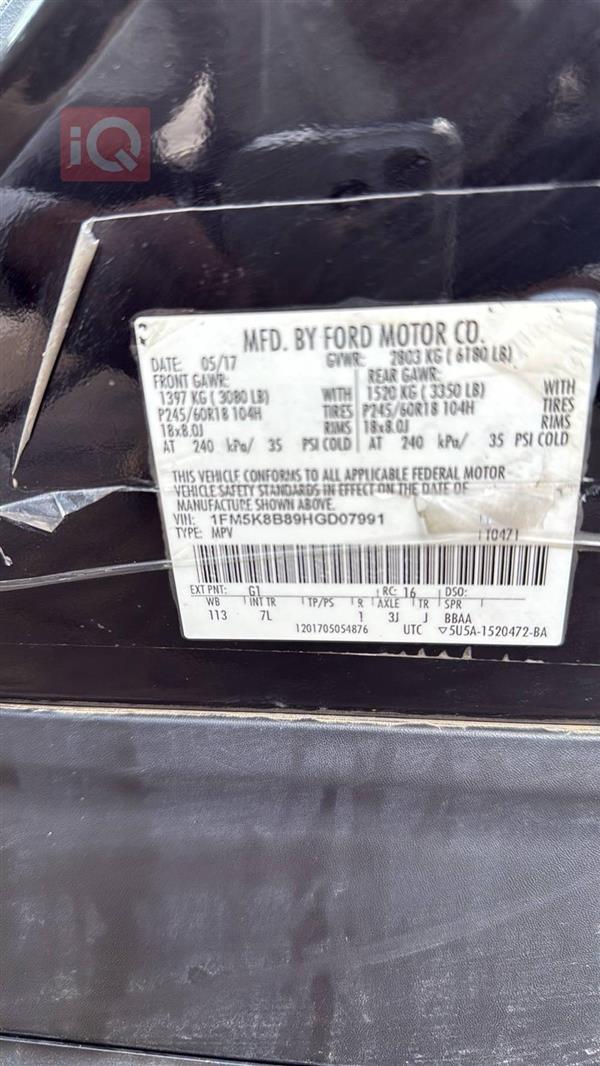 iQ
MFD. BY FORD MOTOR CO.
DATE: 05/17 GVWR: 2803 KG ( 6180 LB)
FRONT GAWR: REAR GAWR:
1397 KG ( 3080 LB) WITH 1520 KG ( 3350 LB) WITH
P245/60R18 104H TIRES P245/60R18 104H TIRES
18x8.0J RIMS 18x8.0J RIMS
AT 240 kPa/ 35 PSI COLD AT 240 kPa/ 35 PSI COLD
THIS VEHICLE CONFORMS TO ALL APPLICABLE FEDERAL MOTOR
VEHICLE SAFETY STANDARDS IN EFFECT ON THE DATE OF
MANUFACTURE SHOWN ABOVE.
VIN: 1FM5K8B89HGD07991
TYPE: MPV 110471
EXT PNT: G1 RC: 16 DSO:
WB INT TR TP/PS R AXLE TR SPR
113 7L 1 3J J BBAA
1201705054876 UTC ▽5U5A-1520472-BA